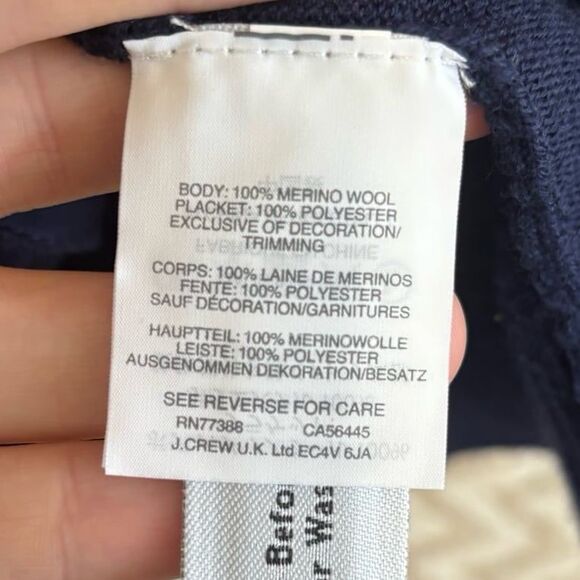 BODY: 100% MERINO WOOL
PLACKET: 100% POLYESTER
EXCLUSIVE OF DECORATION/
TRIMMING
CORPS: 100% LAINE DE MERINOS
FENTE: 100% POLYESTER
SAUF DÉCORATION/GARNITURES
HAUPTTEIL: 100% MERINOWOLLE
LEISTE: 100% POLYESTER
AUSGENOMMEN DEKORATION/BESATZ
SEE REVERSE FOR CARE
RN77388 CA56445
J.CREW U.K. Ltd EC4V 6JA
Befo
Was